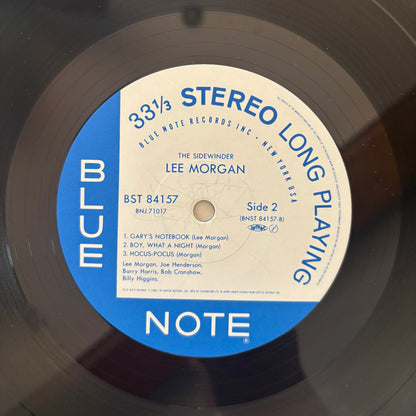 33 1/3 STEREO LONG PLAYING
BLUE NOTE RECORDS INC • NEW YORK USA
THE SIDEWINDER
LEE MORGAN
BST 84157
BNJ 71017
Side 2
(BNST 84157-B)
1. GARY'S NOTEBOOK (Lee Morgan)
2. BOY, WHAT A NIGHT (Morgan)
3. HOCUS-POCUS (Morgan)
Lee Morgan, Joe Henderson,
Barry Harris, Bob Cranshaw,
Billy Higgins.
BLUE
NOTE®